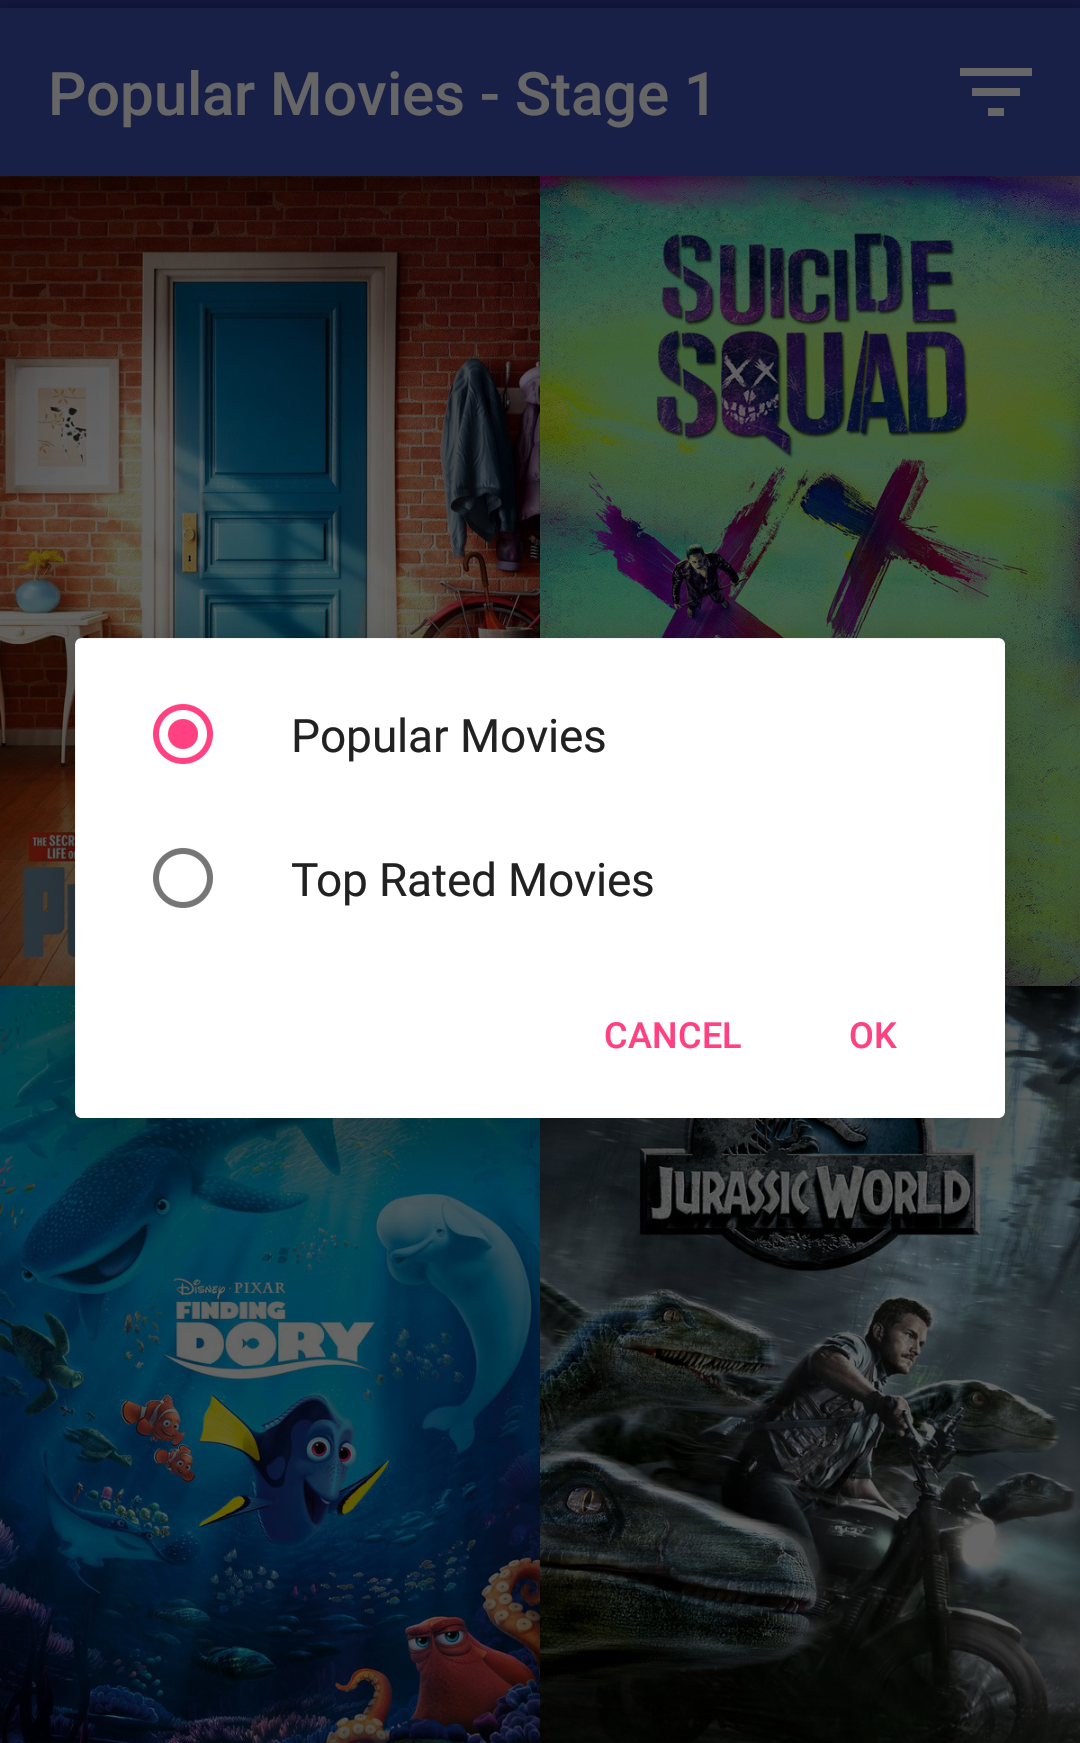 Popular Movies - Stage 1
SUICIDE
SQUAD
Popular Movies
Top Rated Movies
THE
LIFE
CANCEL
OK
JURASSIC WORLD
DISNEY · PIXAR
FINDING
DORY